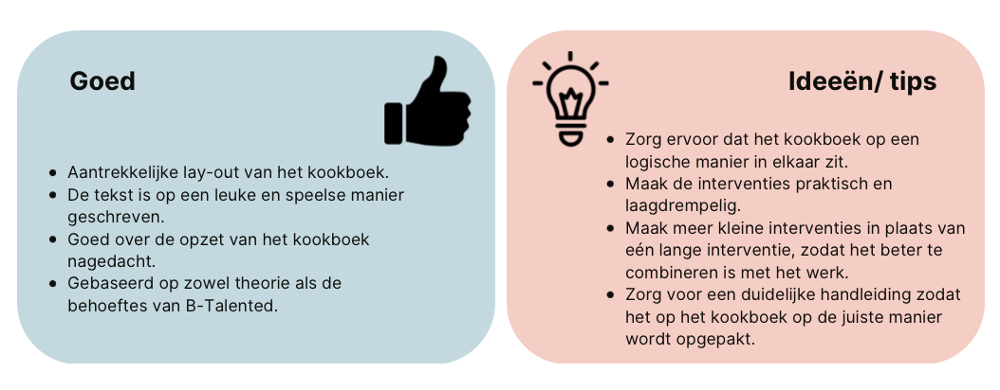 Goed
• Aantrekkelijke lay-out van het kookboek.
• De tekst is op een leuke en speelse manier
geschreven.
• Goed over de opzet van het kookboek
nagedacht.
• Gebaseerd op zowel theorie als de
behoeftes van B-Talented.
Ideeën/ tips
• Zorg ervoor dat het kookboek op een
logische manier in elkaar zit.
• Maak de interventies praktisch en
laagdrempelig.
• Maak meer kleine interventies in plaats van
eén lange interventie, zodat het beter te
combineren is met het werk.
• Zorg voor een duidelijke handleiding zodat
het op het kookboek op de juiste manier
wordt opgepakt.